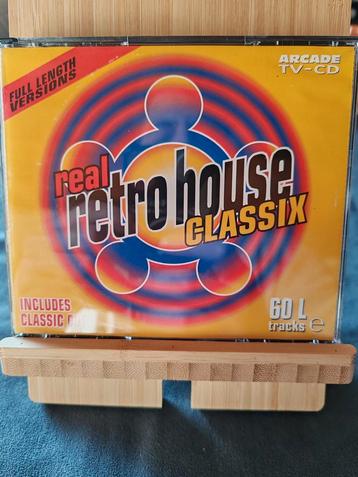 FULL LENGTH
VERSIONS
ARCADE
TV-CD
real
retro house
CLASSIX
INCLUDES
CLASSIC
60 L
tracks e